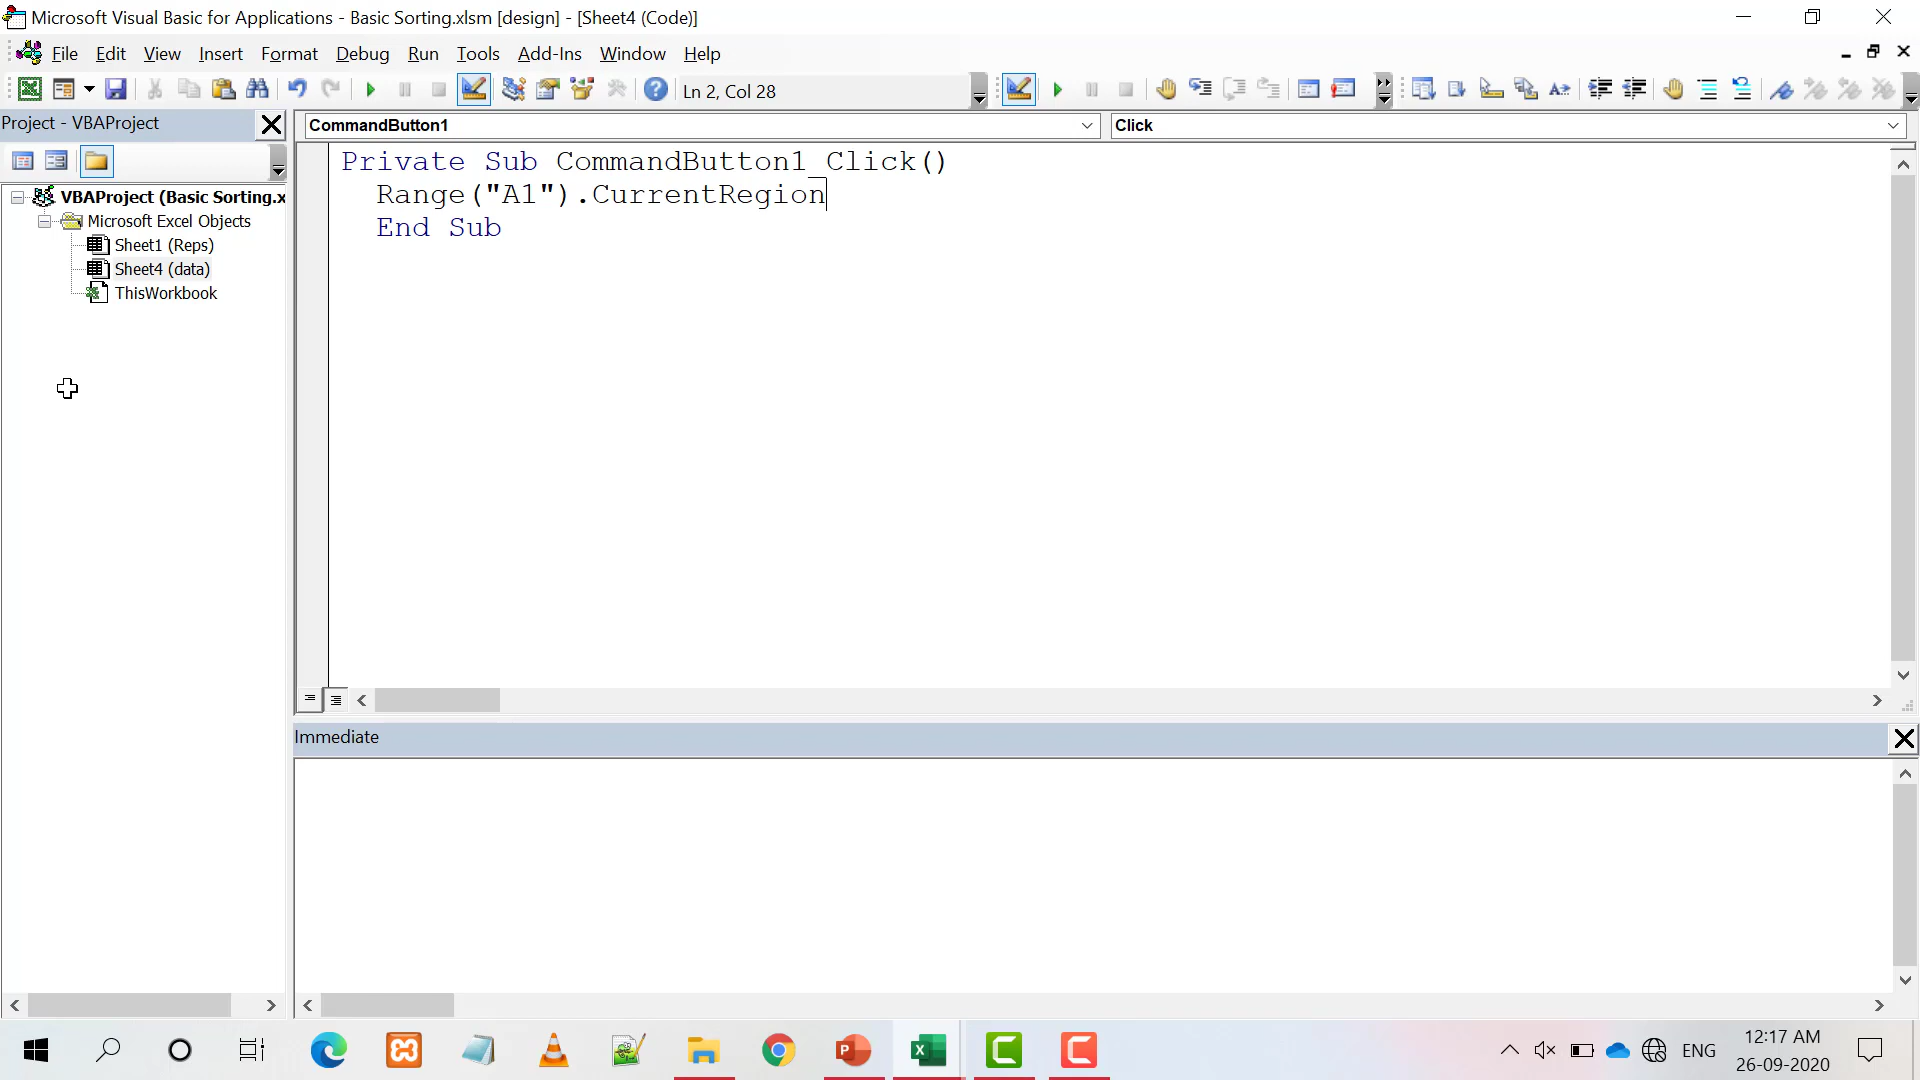 Microsoft Visual Basic for Applications - Basic Sorting.xlsm [design] - [Sheet4 (Code)]
File Edit View Insert Format Debug Run Tools Add-Ins Window Help
Ln 2, Col 28
Project - VBAProject
CommandButton1 Click
VBAProject (Basic Sorting.x
Microsoft Excel Objects
Sheet1 (Reps)
Sheet4 (data)
ThisWorkbook
Private Sub CommandButton1_Click()
Range("A1").CurrentRegion
End Sub
Immediate
ENG
12:17 AM
26-09-2020